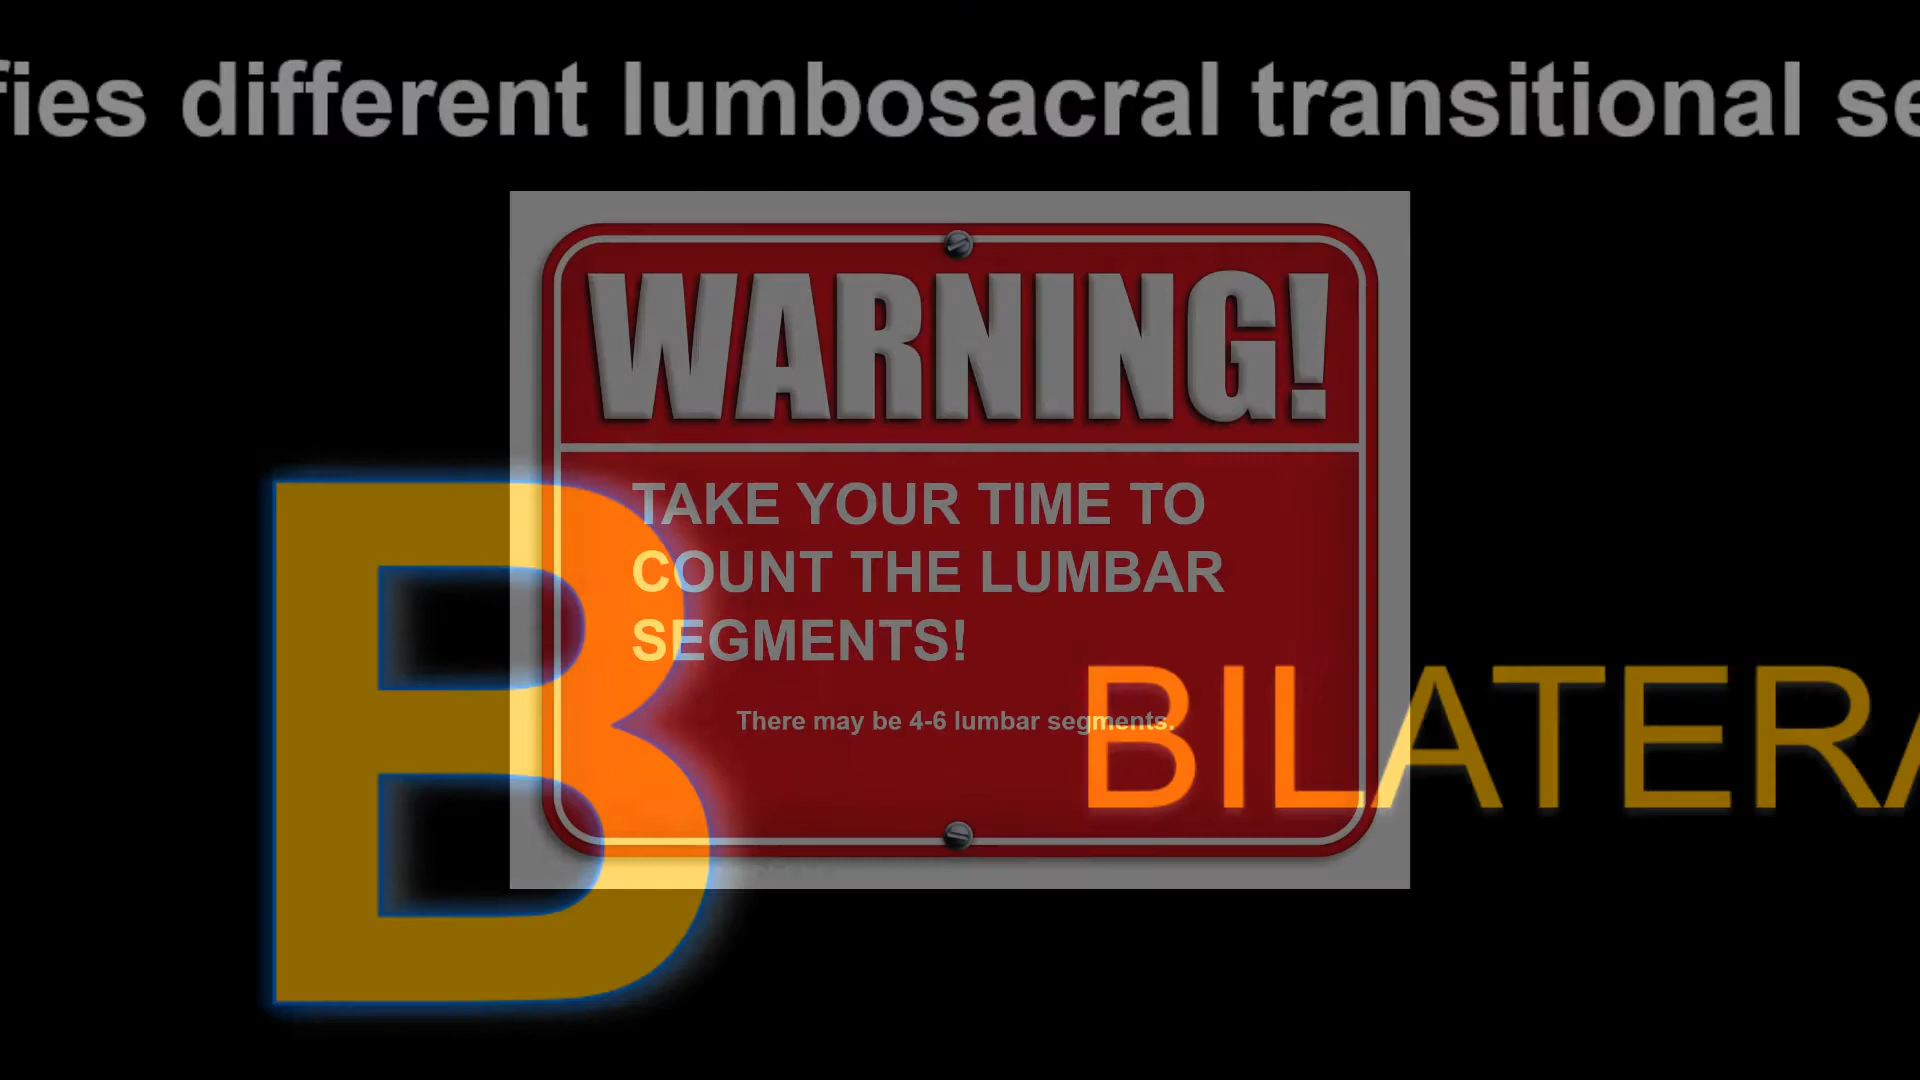 fies different lumbosacral transitional se
WARNING!
TAKE YOUR TIME TO
COUNT THE LUMBAR
SEGMENTS!
There may be 4-6 lumbar segments.
B
BILATERA